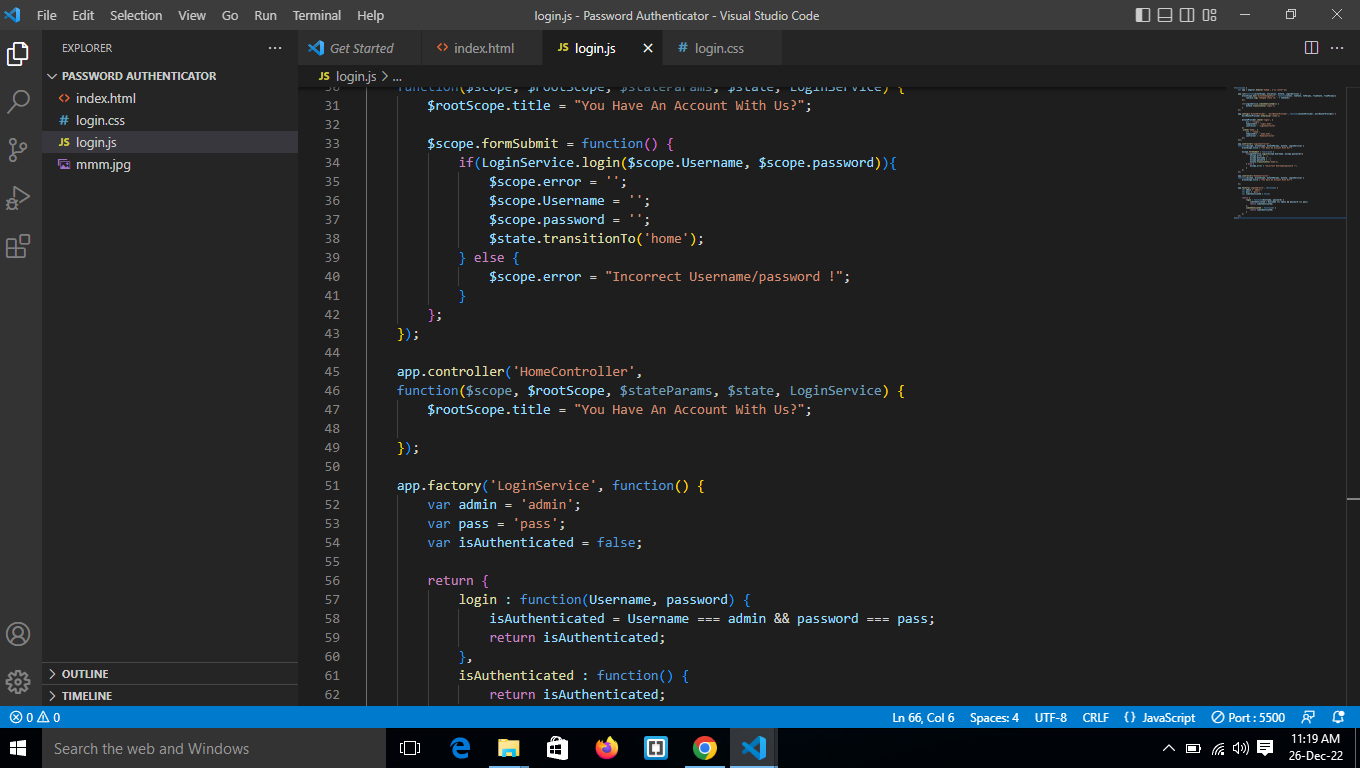 File Edit Selection View Go Run Terminal Help
login.js - Password Authenticator - Visual Studio Code
EXPLORER
PASSWORD AUTHENTICATOR
index.html
login.css
JS login.js
mmm.jpg
OUTLINE
TIMELINE
Get Started
index.html
JS login.js
# login.css
JS login.js > ...
30 function($scope, $rootScope, $stateParams, $state, LoginService) {
31 $rootScope.title = "You Have An Account With Us?";
32
33 $scope.formSubmit = function() {
34 if(LoginService.login($scope.Username, $scope.password)){
35 $scope.error = '';
36 $scope.Username = '';
37 $scope.password = '';
38 $state.transitionTo('home');
39 } else {
40 $scope.error = "Incorrect Username/password !";
41 }
42 };
43 });
44
45 app.controller('HomeController',
46 function($scope, $rootScope, $stateParams, $state, LoginService) {
47 $rootScope.title = "You Have An Account With Us?";
48
49 });
50
51 app.factory('LoginService', function() {
52 var admin = 'admin';
53 var pass = 'pass';
54 var isAuthenticated = false;
55
56 return {
57 login : function(Username, password) {
58 isAuthenticated = Username === admin && password === pass;
59 return isAuthenticated;
60 },
61 isAuthenticated : function() {
62 return isAuthenticated;
0 0
Ln 66, Col 6 Spaces: 4 UTF-8 CRLF {} JavaScript Port : 5500
Search the web and Windows
11:19 AM
26-Dec-22